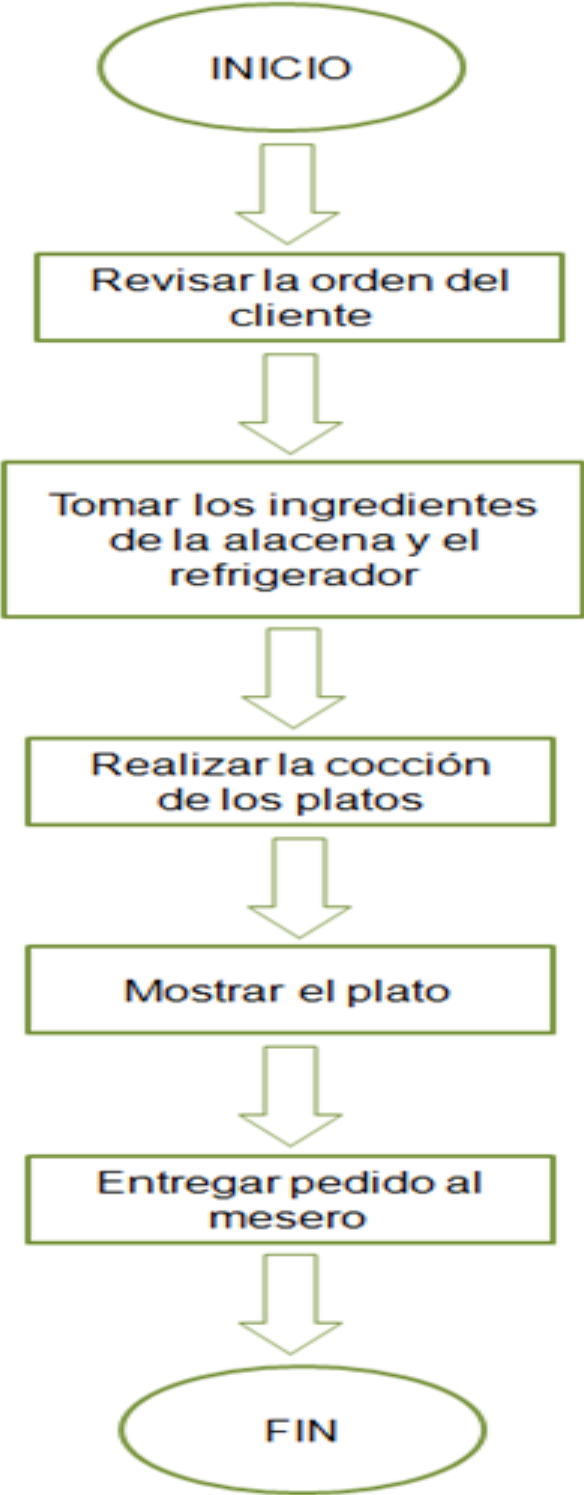 INICIO
Revisar la orden del
cliente
Tomar los ingredientes
de la alacena y el
refrigerador
Realizar la cocción
de los platos
Mostrar el plato
Entregar pedido al
mesero
FIN